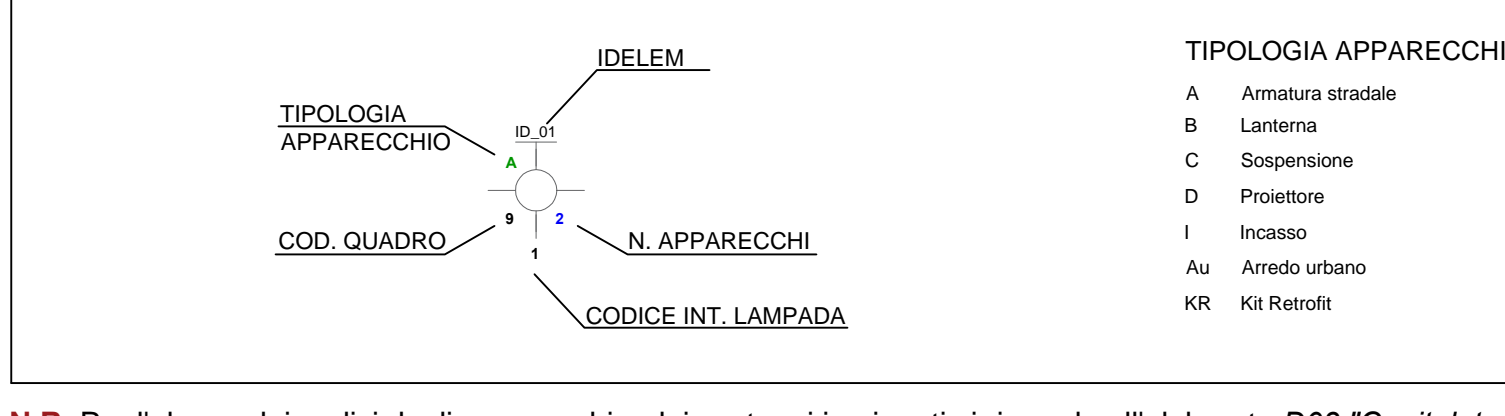 IDELEM
TIPOLOGIA
APPARECCHIO
ID_01
A
9
2
COD. QUADRO
N. APPARECCHI
1
CODICE INT. LAMPADA
TIPOLOGIA APPARECCHI
A Armatura stradale
B Lanterna
C Sospensione
D Proiettore
I Incasso
Au Arredo urbano
KR Kit Retrofit